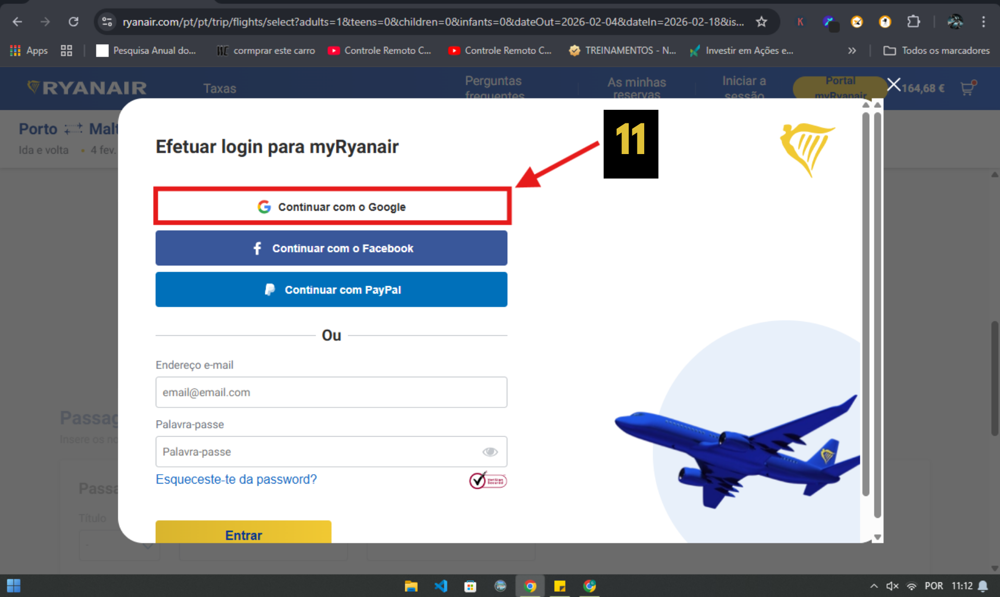 ryanair.com/pt/pt/trip/flights/select?adults=1&teens=0&children=0&infants=0&dateOut=2026-02-04&dateIn=2026-02-18&is...
K
Apps
Pesquisa Anual do...
cormprar este carro
Controle Remoto C...
Controle Remoto C...
TREINAMENTOS - N...
Investir em Ações e...
»
Todos os marcadores
RYANAIR
Taxas
Perguntas
frequentes
As minhas
reservas
Iniciar a
sessão
Portal
myRyanair
164,68 €
Porto
Malt
Ida e volta
4 fev.
Efetuar login para myRyanair
11
Continuar com o Google
Continuar com o Facebook
Continuar com PayPal
Ou
Endereço e-mail
email@email.com
Palavra-passe
Palavra-passe
Esqueceste-te da password?
VeriSign
Secured
Entrar
Passag
Insere os no
Passa
Título
-
POR
11:12